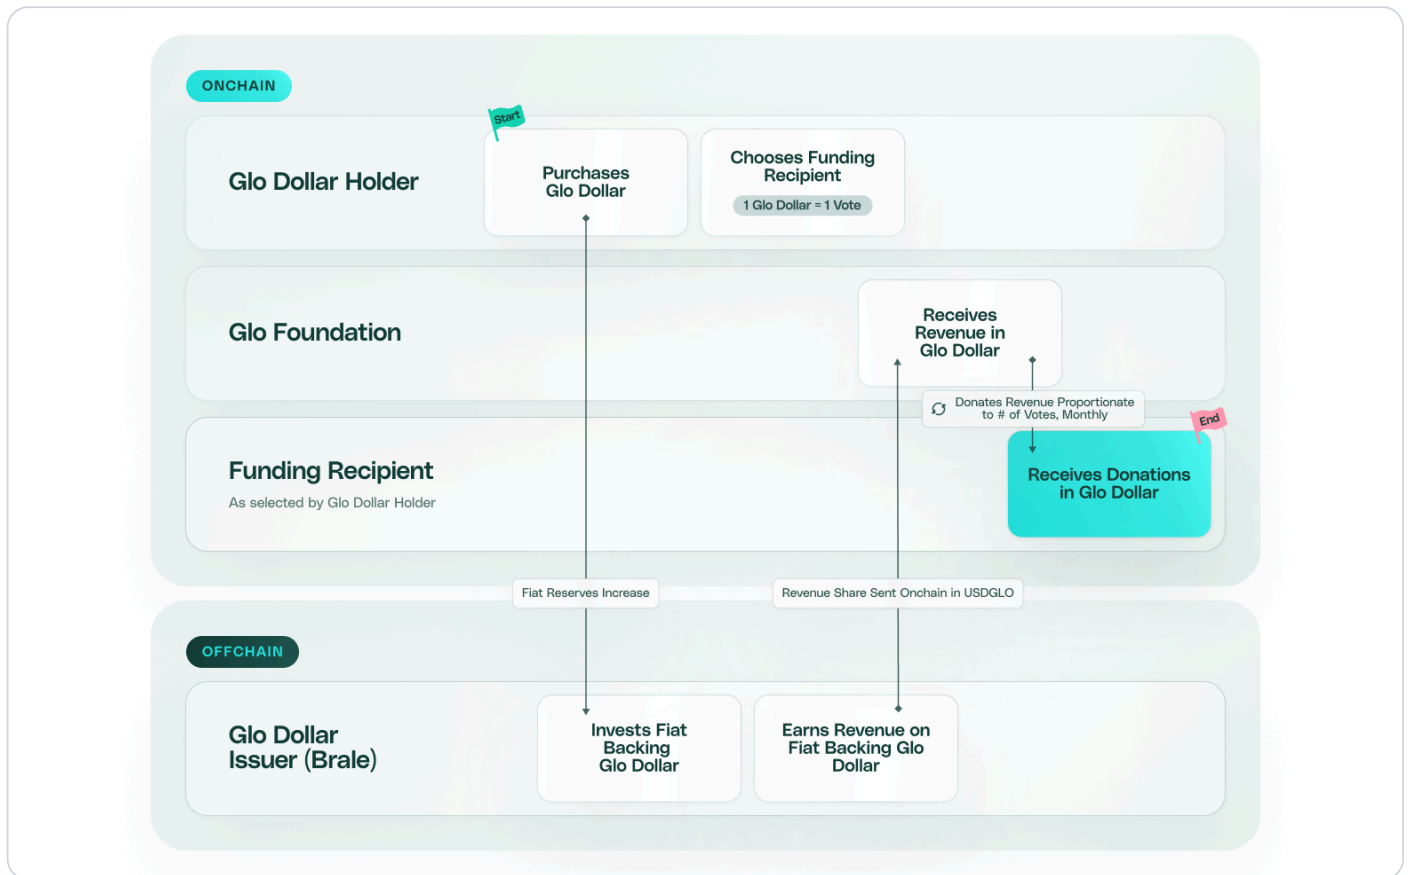 ONCHAIN
Start
Glo Dollar Holder
Purchases
Glo Dollar
Chooses Funding
Recipient
1 Glo Dollar = 1 Vote
Glo Foundation
Receives
Revenue in
Glo Dollar
Donates Revenue Proportionate
to # of Votes, Monthly
End
Funding Recipient
As selected by Glo Dollar Holder
Receives Donations
in Glo Dollar
Fiat Reserves Increase
Revenue Share Sent Onchain in USDGLO
OFFCHAIN
Glo Dollar
Issuer (Brale)
Invests Fiat
Backing
Glo Dollar
Earns Revenue on
Fiat Backing Glo
Dollar